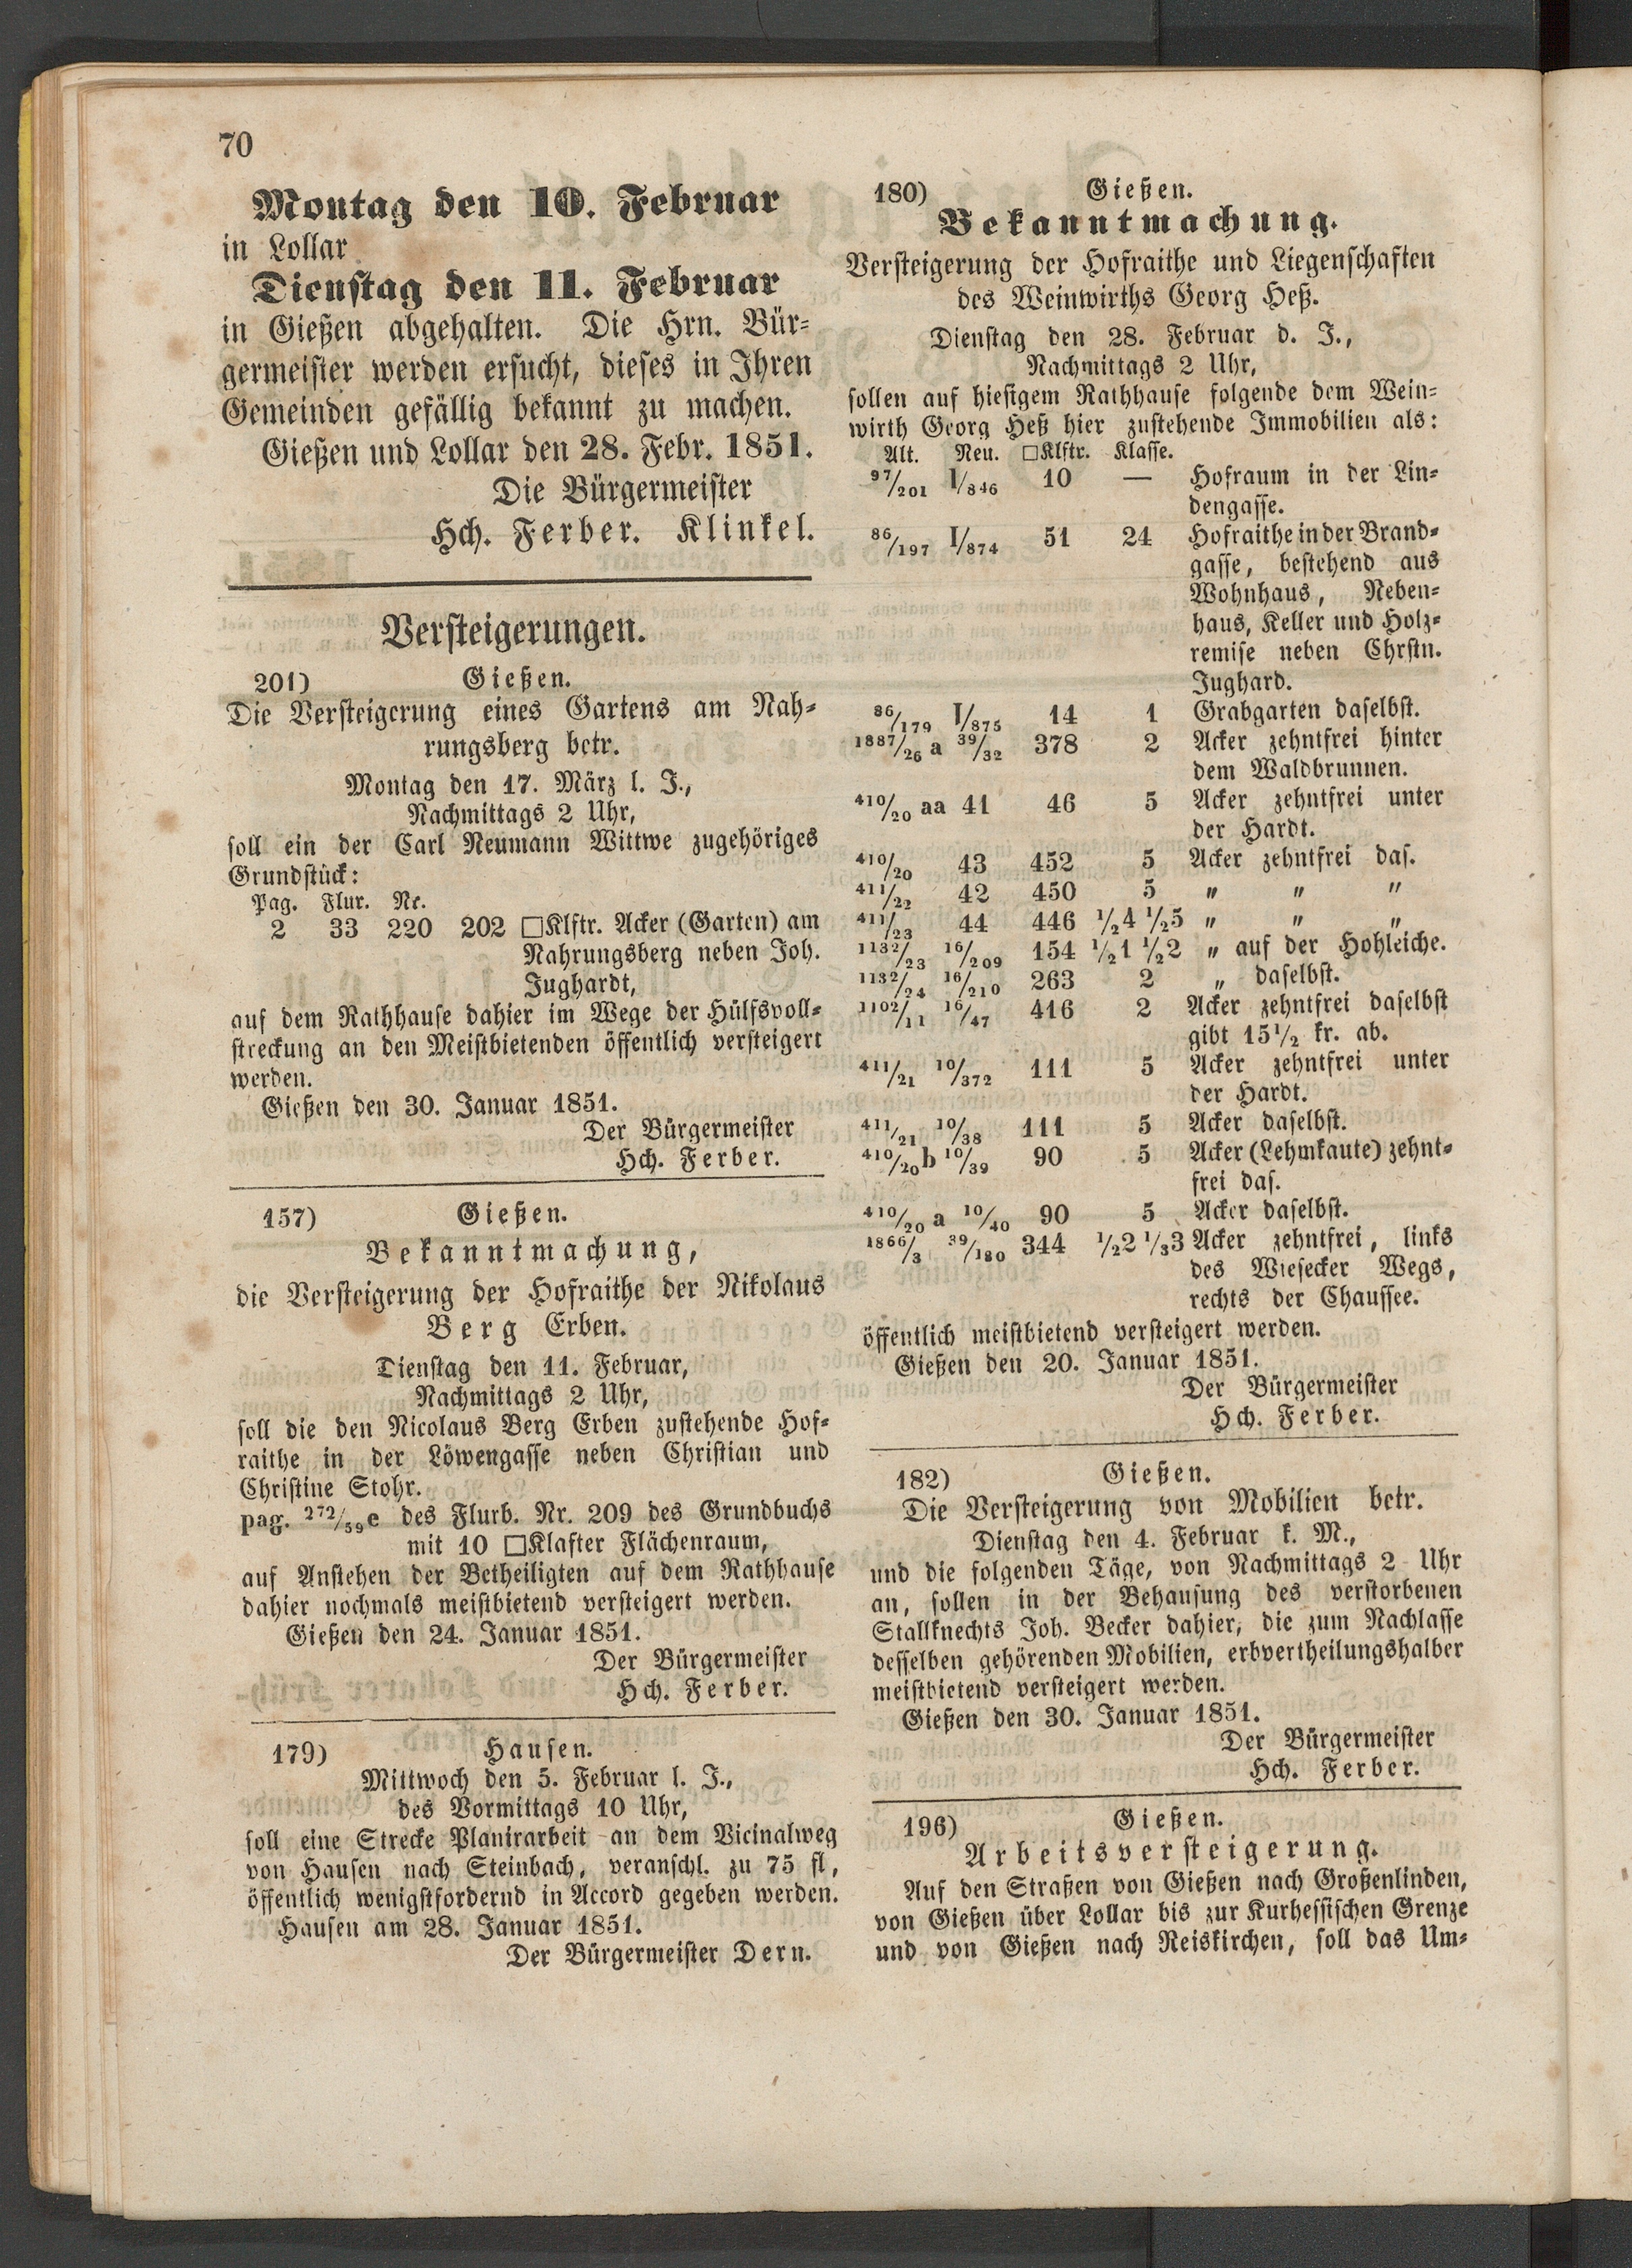 70
Montag den 10. Februar
in Lollar
Dienstag den 11. Februar
in Gießen abgehalten. Die Hrn. Bür-
germeister werden ersucht, dieses in Ihren
Gemeinden gefällig bekannt zu machen.
Gießen und Lollar den 28. Febr. 1851.
Die Bürgermeister
Hch. Ferber. Klinkel.
Versteigerungen.
201) Gießen.
Die Versteigerung eines Gartens am Nah-
rungsberg betr.
Montag den 17. März l. J.,
Nachmittags 2 Uhr,
soll ein der Carl Neumann Wittwe zugehöriges
Grundstück:
Pag. Flur. Nr.
2 33 220 202 □Klftr. Acker (Garten) am
Nahrungsberg neben Joh.
Jughardt,
auf dem Rathhause dahier im Wege der Hülfsvoll-
streckung an den Meistbietenden öffentlich versteigert
werden.
Gießen den 30. Januar 1851.
Der Bürgermeister
Hch. Ferber.
157) Gießen.
Bekanntmachung,
die Versteigerung der Hofraithe der Nikolaus
Berg Erben.
Dienstag den 11. Februar,
Nachmittags 2 Uhr,
soll die den Nicolaus Berg Erben zustehende Hof-
raithe in der Löwengasse neben Christian und
Christine Stohr.
pag. 272/59 e des Flurb. Nr. 209 des Grundbuchs
mit 10 □Klafter Flächenraum,
auf Anstehen der Betheiligten auf dem Rathhause
dahier nochmals meistbietend versteigert werden.
Gießen den 24. Januar 1851.
Der Bürgermeister
Hch. Ferber.
179) Hausen.
Mittwoch den 5. Februar l. J.,
des Vormittags 10 Uhr,
soll eine Strecke Planirarbeit an dem Vicinalweg
von Hausen nach Steinbach, veranschl. zu 75 fl,
öffentlich wenigstfordernd in Accord gegeben werden.
Hausen am 28. Januar 1851.
Der Bürgermeister Dern.
180) Gießen.
Bekanntmachung.
Versteigerung der Hofraithe und Liegenschaften
des Weinwirths Georg Heß.
Dienstag den 28. Februar d. J.,
Nachmittags 2 Uhr,
sollen auf hiesigem Rathhause folgende dem Wein-
wirth Georg Heß hier zustehende Immobilien als:
Alt. Neu. □Klftr. Klasse.
97/201 I/846 10 — Hofraum in der Lin-
dengasse.
86/197 I/874 51 24 Hofraithe in der Brand-
gasse, bestehend aus
Wohnhaus, Neben-
haus, Keller und Holz-
remise neben Chrstn.
Jughard.
86/179 I/875 14 1 Grabgarten daselbst.
1887/26 a 39/32 378 2 Acker zehntfrei hinter
dem Waldbrunnen.
410/20 aa 41 46 5 Acker zehntfrei unter
der Hardt.
410/20 43 452 5 Acker zehntfrei das.
411/22 42 450 5 „ „ „
411/23 44 446 1/2 4 1/2 5 „ „ „
1132/23 16/209 154 1/2 1 1/2 2 „ auf der Hohleiche.
1132/24 16/210 263 2 „ daselbst.
1102/11 16/47 416 2 Acker zehntfrei daselbst
gibt 15 1/2 kr. ab.
411/21 10/372 111 5 Acker zehntfrei unter
der Hardt.
411/21 10/38 111 5 Acker daselbst.
410/20 b 10/39 90 5 Acker (Lehmkaute) zehnt-
frei das.
410/20 a 10/40 90 5 Acker daselbst.
1866/3 39/180 344 1/2 2 1/3 3 Acker zehntfrei, links
des Wiesecker Wegs,
rechts der Chaussee.
öffentlich meistbietend versteigert werden.
Gießen den 20. Januar 1851.
Der Bürgermeister
Hch. Ferber.
182) Gießen.
Die Versteigerung von Mobilien betr.
Dienstag den 4. Februar k. M.,
und die folgenden Täge, von Nachmittags 2 Uhr
an, sollen in der Behausung des verstorbenen
Stallknechts Joh. Becker dahier, die zum Nachlasse
desselben gehörenden Mobilien, erbvertheilungshalber
meistbietend versteigert werden.
Gießen den 30. Januar 1851.
Der Bürgermeister
Hch. Ferber.
196) Gießen.
Arbeitsversteigerung.
Auf den Straßen von Gießen nach Großenlinden,
von Gießen über Lollar bis zur Kurhessischen Grenze
und von Gießen nach Reiskirchen, soll das Um-